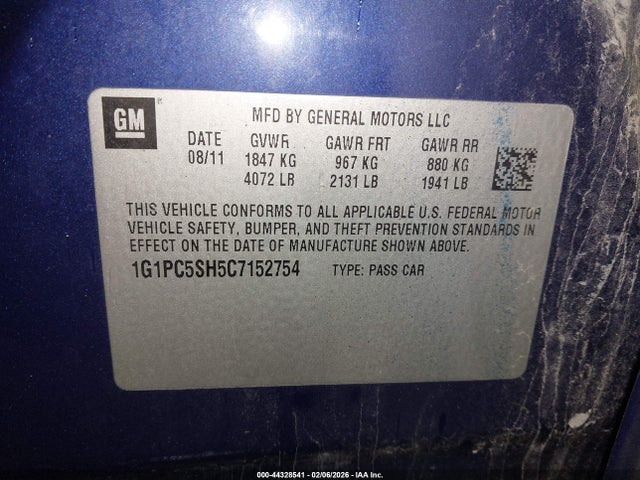 GM
MFD BY GENERAL MOTORS LLC
DATE GVWR GAWR FRT GAWR RR
08/11 1847 KG 967 KG 880 KG
4072 LB 2131 LB 1941 LB
THIS VEHICLE CONFORMS TO ALL APPLICABLE U.S. FEDERAL MOTOR
VEHICLE SAFETY, BUMPER, AND THEFT PREVENTION STANDARDS IN
EFFECT ON THE DATE OF MANUFACTURE SHOWN ABOVE.
1G1PC5SH5C7152754 TYPE: PASS CAR
000-44328541 - 02/06/2026 - IAA Inc.